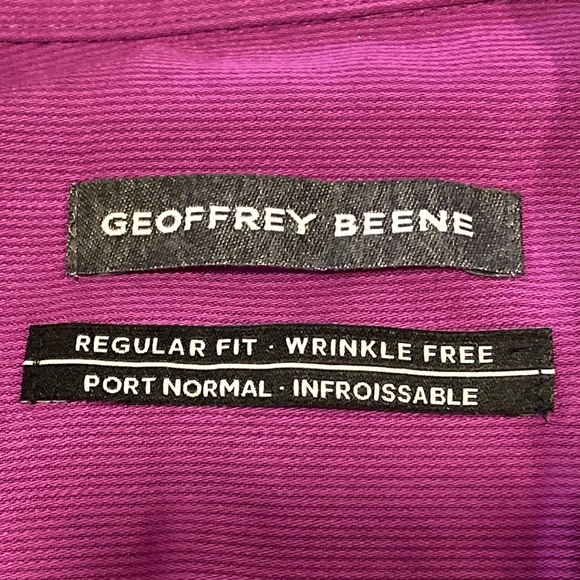 GEOFFREY BEENE
REGULAR FIT · WRINKLE FREE
PORT NORMAL · INFROISSABLE